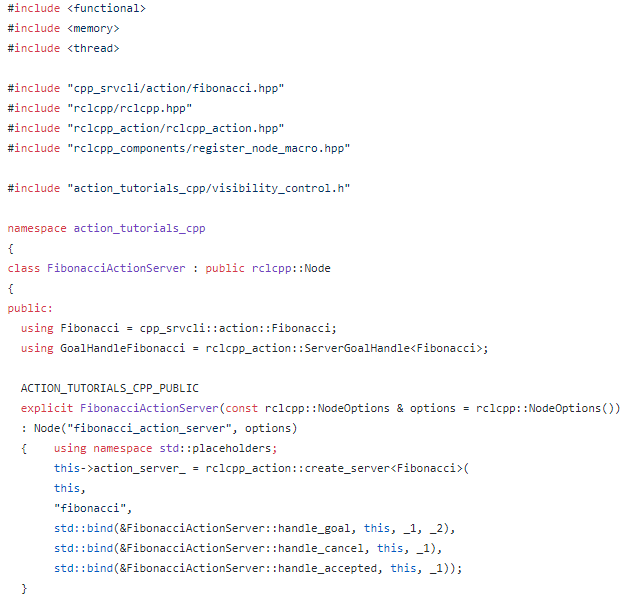 #include <functional>
#include <memory>
#include <thread>
#include "cpp_srvcli/action/fibonacci.hpp"
#include "rclcpp/rclcpp.hpp"
#include "rclcpp_action/rclcpp_action.hpp"
#include "rclcpp_components/register_node_macro.hpp"
#include "action_tutorials_cpp/visibility_control.h"
namespace action_tutorials_cpp
{
class FibonacciActionServer : public rclcpp::Node
{
public:
  using Fibonacci = cpp_srvcli::action::Fibonacci;
  using GoalHandleFibonacci = rclcpp_action::ServerGoalHandle<Fibonacci>;
  ACTION_TUTORIALS_CPP_PUBLIC
  explicit FibonacciActionServer(const rclcpp::NodeOptions & options = rclcpp::NodeOptions())
  : Node("fibonacci_action_server", options)
  {    using namespace std::placeholders;
       this->action_server_ = rclcpp_action::create_server<Fibonacci>(
       this,
       "fibonacci",
       std::bind(&FibonacciActionServer::handle_goal, this, _1, _2),
       std::bind(&FibonacciActionServer::handle_cancel, this, _1),
       std::bind(&FibonacciActionServer::handle_accepted, this, _1));
  }